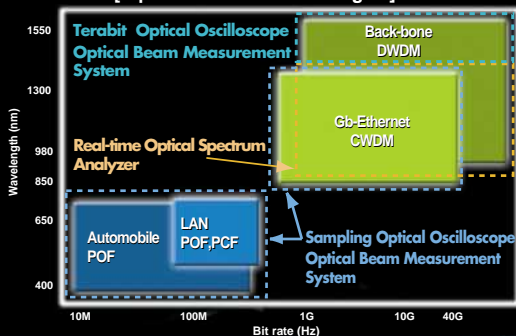 1550
1300
980
850
650
400
Wavelength (nm)
Terabit Optical Oscilloscope
Optical Beam Measurement
System
Back-bone
DWDM
Gb-Ethernet
CWDM
Real-time Optical Spectrum
Analyzer
Automobile
POF
LAN
POF,PCF
Sampling Optical Oscilloscope
Optical Beam Measurement
System
10M
100M
1G
10G
40G
Bit rate (Hz)